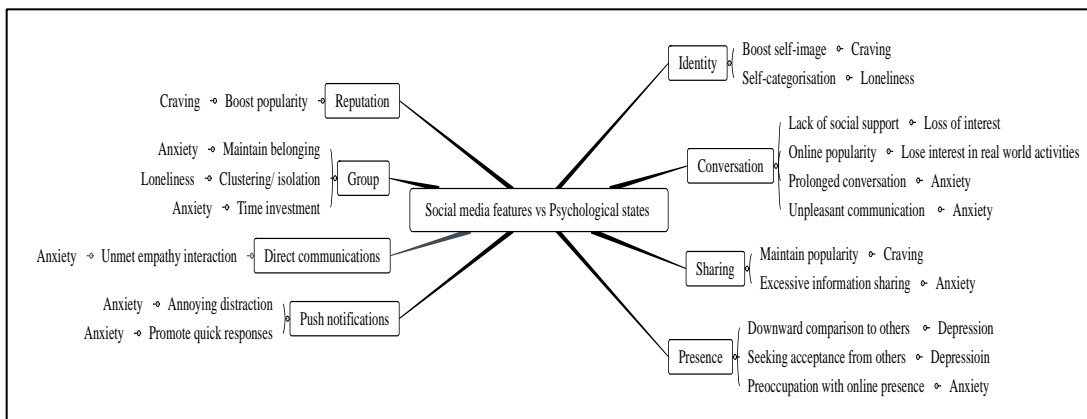 Social media features vs Psychological states
Reputation
Boost popularity
Craving
Group
Maintain belonging
Anxiety
Clustering/ isolation
Loneliness
Time investment
Anxiety
Direct communications
Unmet empathy interaction
Anxiety
Push notifications
Annoying distraction
Anxiety
Promote quick responses
Anxiety
Identity
Boost self-image
Craving
Self-categorisation
Loneliness
Conversation
Lack of social support
Loss of interest
Online popularity
Lose interest in real world activities
Prolonged conversation
Anxiety
Unpleasant communication
Anxiety
Sharing
Maintain popularity
Craving
Excessive information sharing
Anxiety
Presence
Downward comparison to others
Depression
Seeking acceptance from others
Depressioin
Preoccupation with online presence
Anxiety